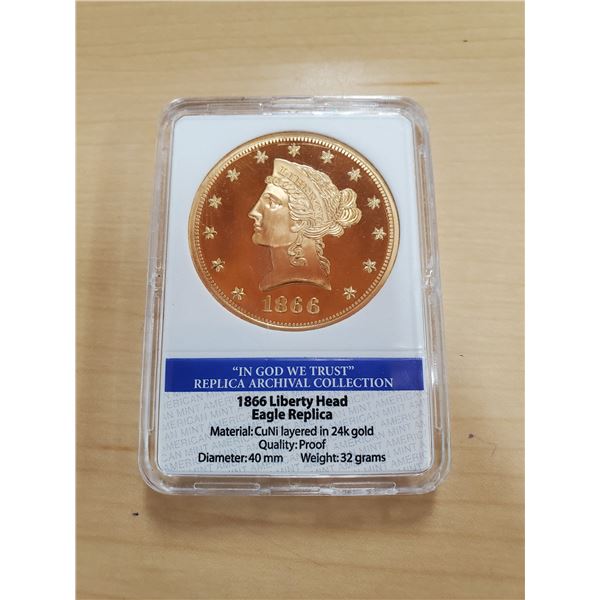 LIBERTY
1866
"IN GOD WE TRUST"
REPLICA ARCHIVAL COLLECTION
1866 Liberty Head
Eagle Replica
Material: CuNi layered in 24k gold
Quality: Proof
Diameter: 40 mm Weight: 32 grams